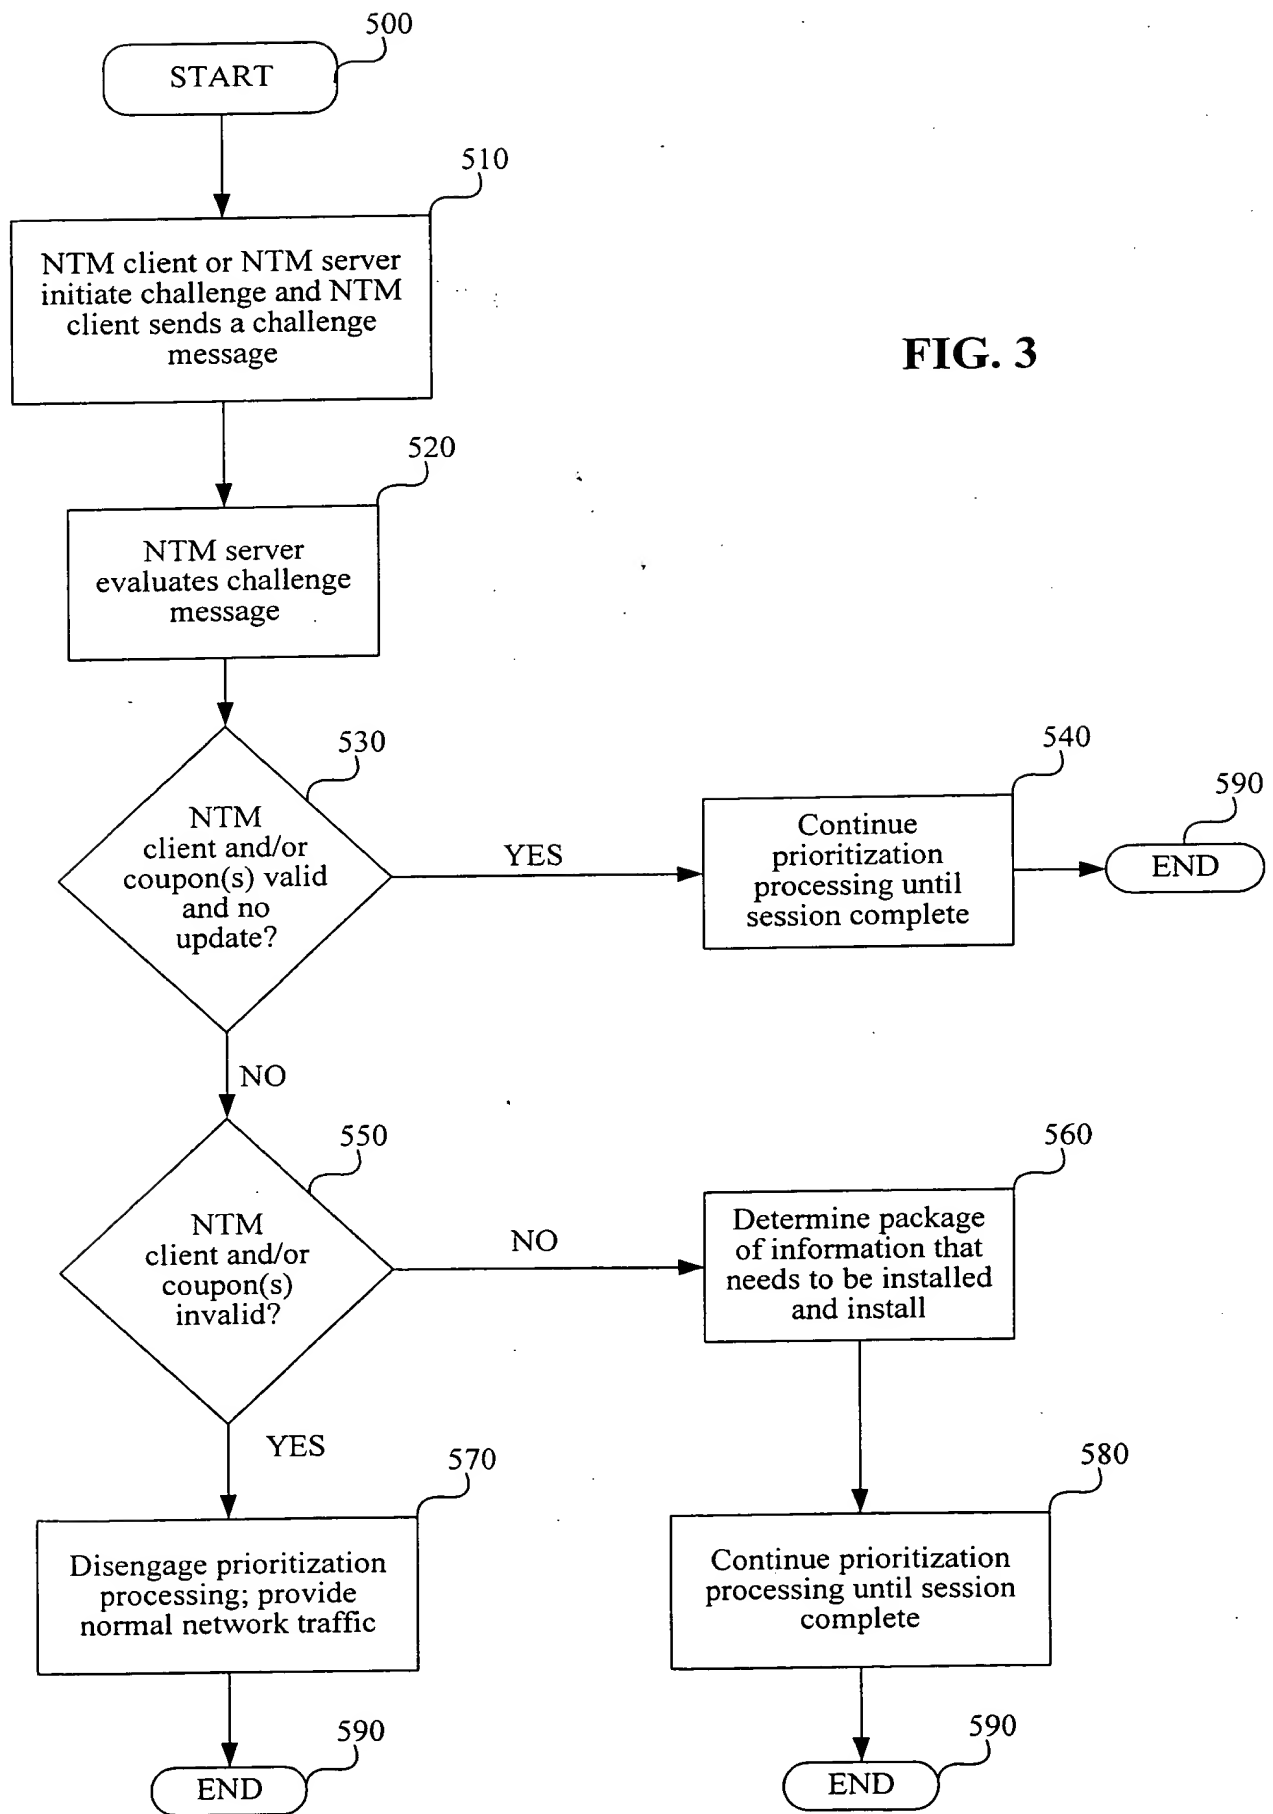 500
START
510
NTM client or NTM server
initiate challenge and NTM
client sends a challenge
message
FIG. 3
520
NTM server
evaluates challenge
message
530
NTM
client and/or
coupon(s) valid
and no
update?
YES
540
Continue
prioritization
processing until
session complete
590
END
NO
550
NTM
client and/or
coupon(s)
invalid?
NO
560
Determine package
of information that
needs to be installed
and install
YES
570
Disengage prioritization
processing; provide
normal network traffic
580
Continue prioritization
processing until session
complete
590
END
590
END